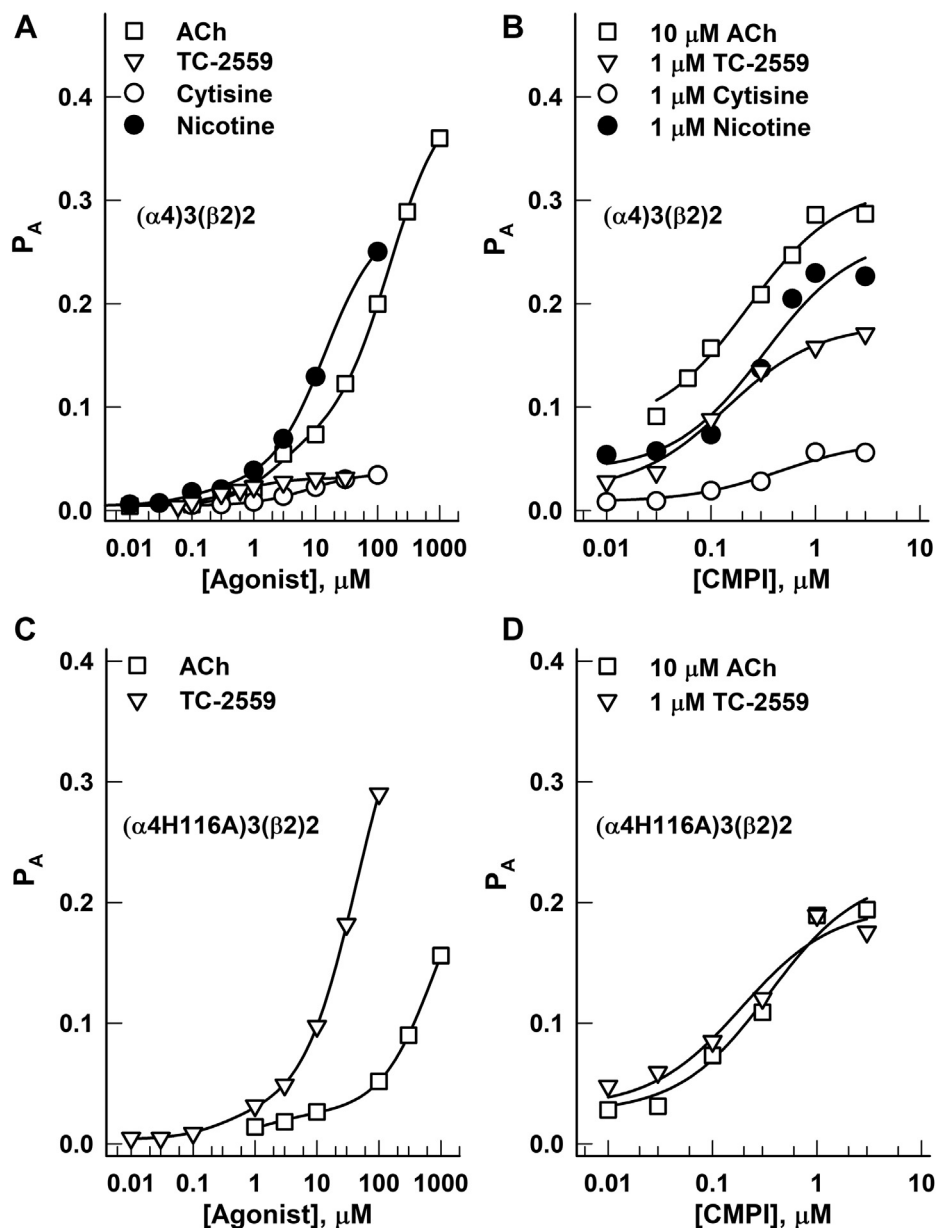 A
ACh
TC-2559
Cytisine
Nicotine
(α4)3(β2)2
P_A
0.4
0.3
0.2
0.1
0.0
0.01 0.1 1 10 100 1000
[Agonist], μM
B
10 μM ACh
1 μM TC-2559
1 μM Cytisine
1 μM Nicotine
(α4)3(β2)2
P_A
0.4
0.3
0.2
0.1
0.0
0.01 0.1 1 10
[CMPI], μM
C
ACh
TC-2559
(α4H116A)3(β2)2
P_A
0.4
0.3
0.2
0.1
0.0
0.01 0.1 1 10 100 1000
[Agonist], μM
D
10 μM ACh
1 μM TC-2559
(α4H116A)3(β2)2
P_A
0.4
0.3
0.2
0.1
0.0
0.01 0.1 1 10
[CMPI], μM